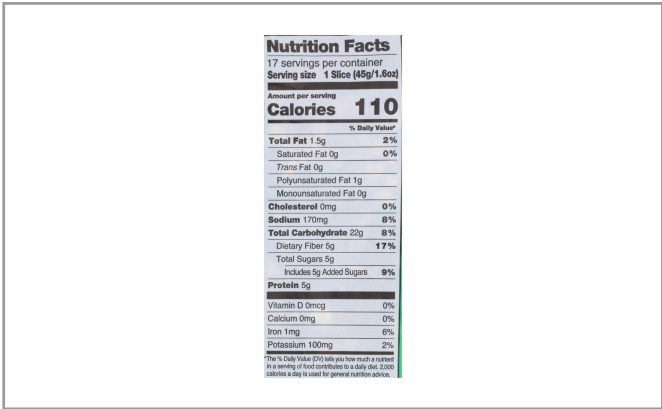 Nutrition Facts
17 servings per container
Serving size 1 Slice (45g/1.6oz)
Amount per serving
Calories 110
% Daily Value*
Total Fat 1.5g 2%
Saturated Fat 0g 0%
Trans Fat 0g
Polyunsaturated Fat 1g
Monounsaturated Fat 0g
Cholesterol 0mg 0%
Sodium 170mg 8%
Total Carbohydrate 22g 8%
Dietary Fiber 5g 17%
Total Sugars 5g
Includes 5g Added Sugars 9%
Protein 5g
Vitamin D 0mcg 0%
Calcium 0mg 0%
Iron 1mg 6%
Potassium 100mg 2%
*The % Daily Value (DV) tells you how much a nutrient
in a serving of food contributes to a daily diet. 2,000
calories a day is used for general nutrition advice.